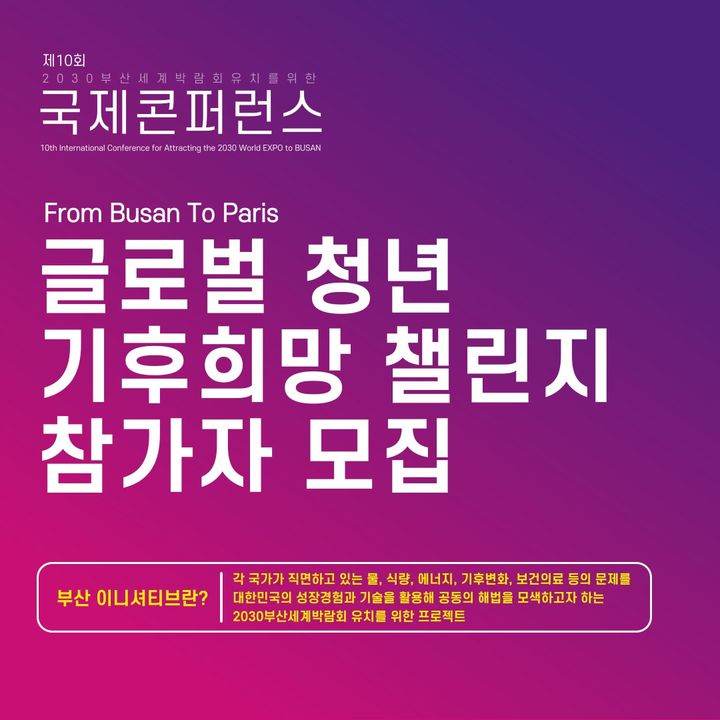 제10회
2030부산세계박람회유치를위한
국제콘퍼런스
10th International Conference for Attracting the 2030 World EXPO to BUSAN
From Busan To Paris
글로벌 청년
기후희망 챌린지
참가자 모집
부산 이니셔티브란?
각 국가가 직면하고 있는 물, 식량, 에너지, 기후변화, 보건의료 등의 문제를
대한민국의 성장경험과 기술을 활용해 공동의 해법을 모색하고자 하는
2030부산세계박람회 유치를 위한 프로젝트